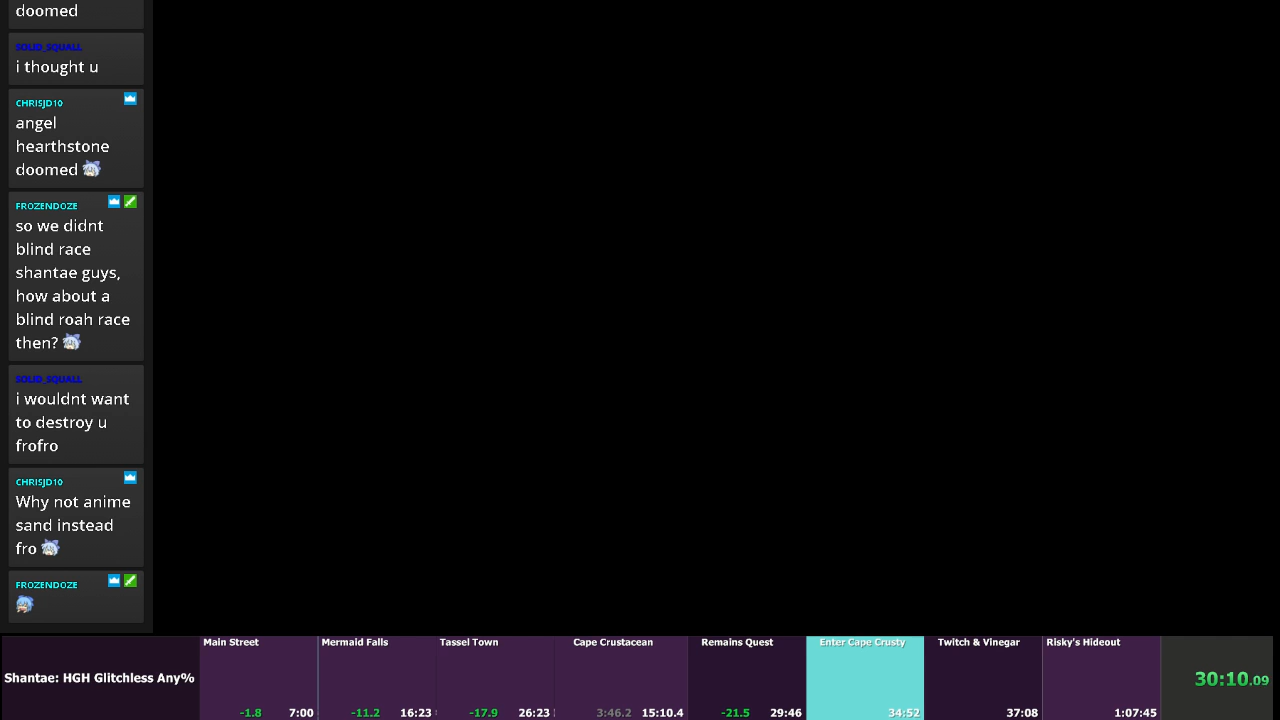 doomed
SOLID_SQUALL
i thought u
CHRISJD10
angel
hearthstone
doomed
FROZENDOZE
so we didnt
blind race
shantae guys,
how about a
blind roah race
then?
SOLID_SQUALL
i wouldnt want
to destroy u
frofro
CHRISJD10
Why not anime
sand instead
fro
FROZENDOZE
Shantae: HGH Glitchless Any%
Main Street
-1.8 7:00
Mermaid Falls
-11.2 16:23
Tassel Town
-17.9 26:23
Cape Crustacean
3:46.2 15:10.4
Remains Quest
-21.5 29:46
Enter Cape Crusty
34:52
Twitch & Vinegar
37:08
Risky's Hideout
1:07:45
30:10.09